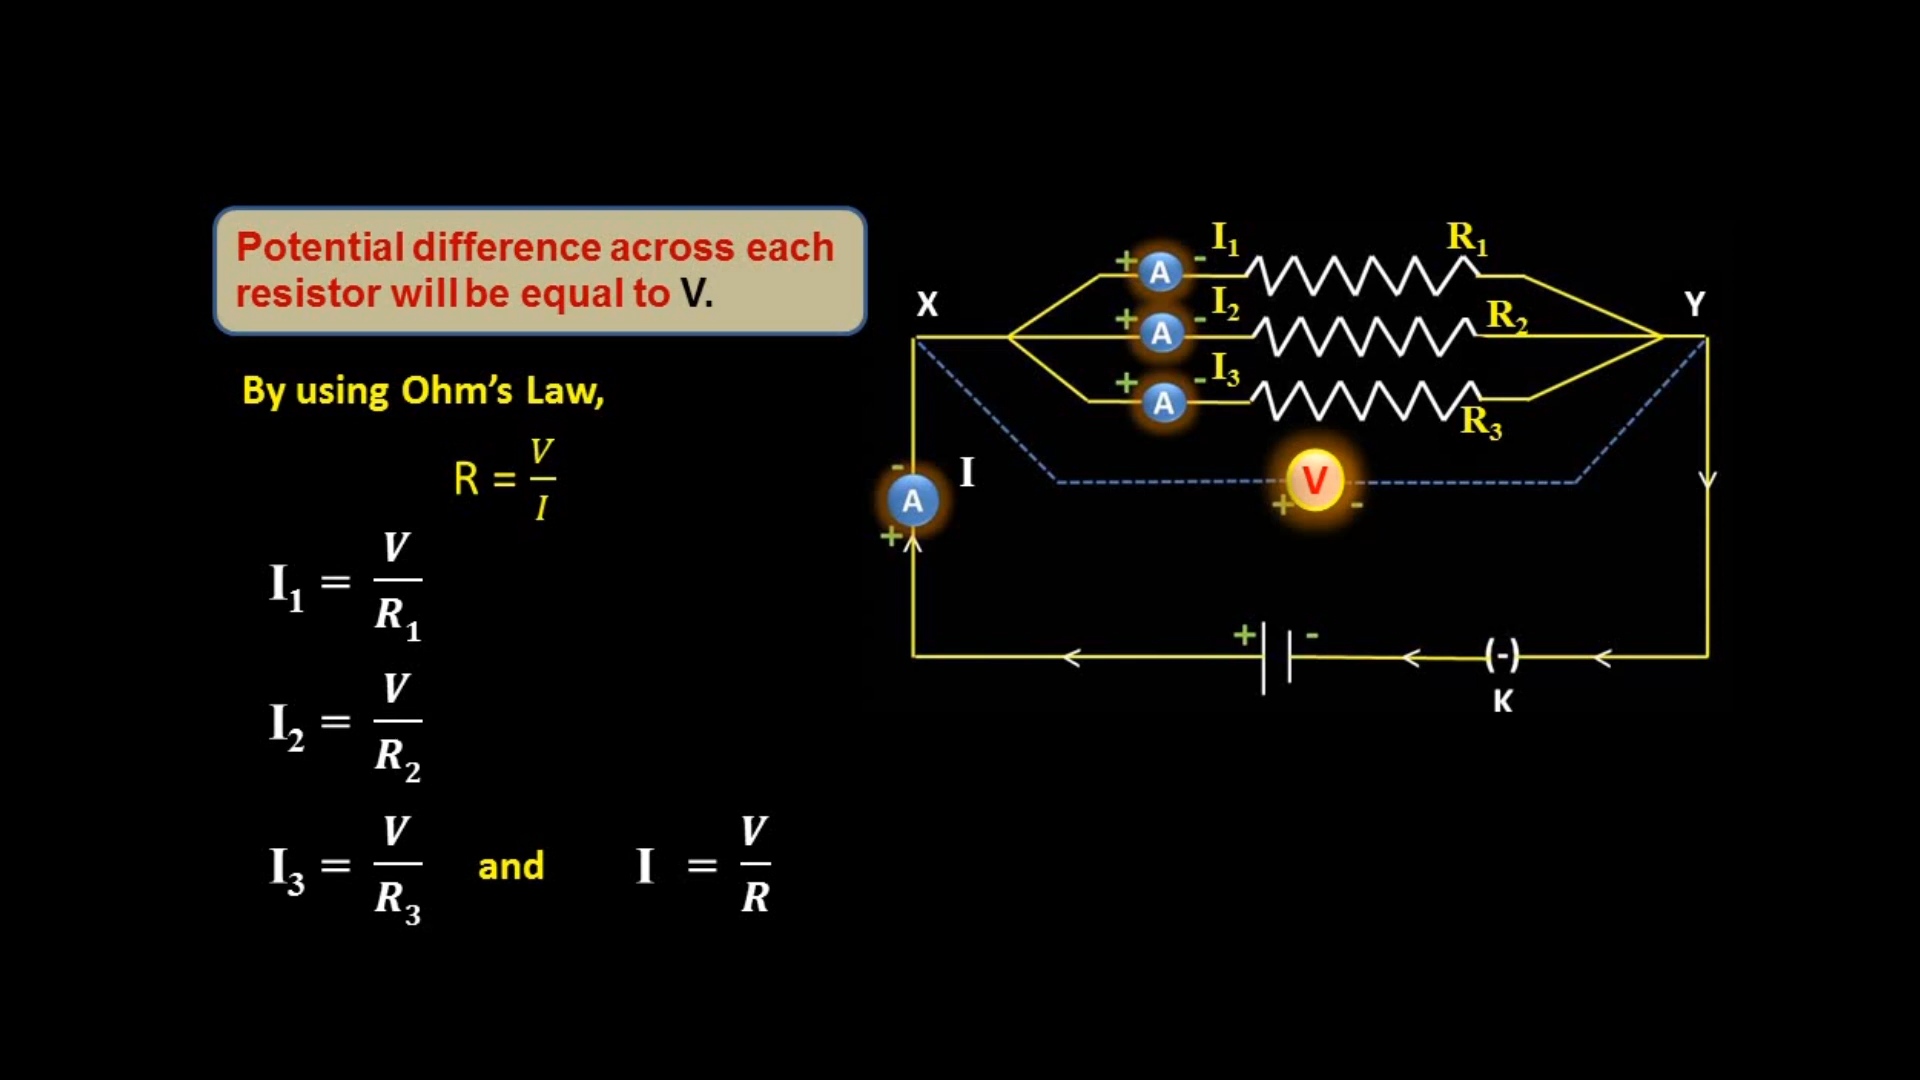 Potential difference across each
resistor will be equal to V.
By using Ohm's Law,
R = V/I
I₁ = V/R₁
I₂ = V/R₂
I₃ = V/R₃ and I = V/R
X
Y
+ A - I₁ R₁
+ A - I₂ R₂
+ A - I₃ R₃
- A + I
+ V -
+ -
(-)
K